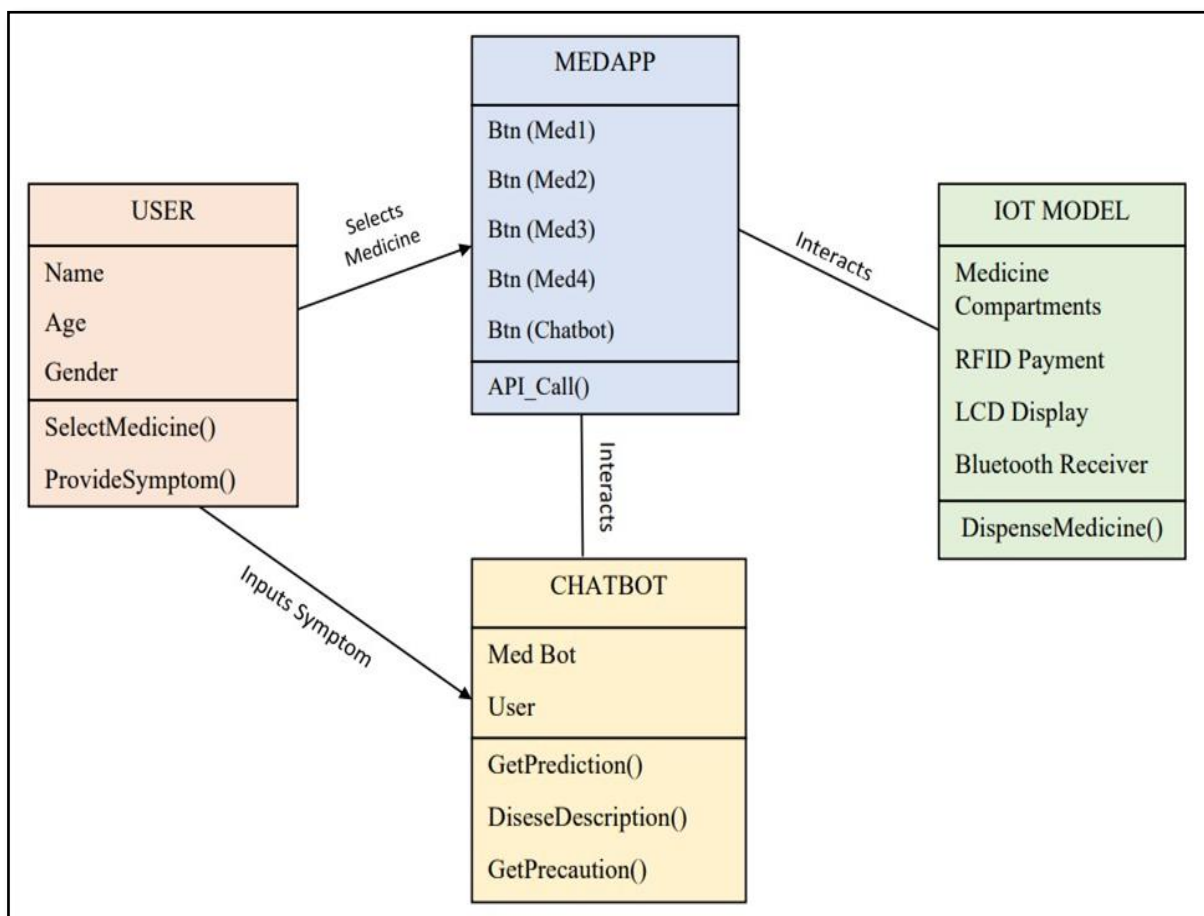 MEDAPP
Btn (Med1)
Btn (Med2)
Btn (Med3)
Btn (Med4)
Btn (Chatbot)
API_Call()
USER
Name
Age
Gender
SelectMedicine()
ProvideSymptom()
Selects
Medicine
Interacts
IOT MODEL
Medicine
Compartments
RFID Payment
LCD Display
Bluetooth Receiver
DispenseMedicine()
Interacts
Inputs Symptom
CHATBOT
Med Bot
User
GetPrediction()
DiseseDescription()
GetPrecaution()